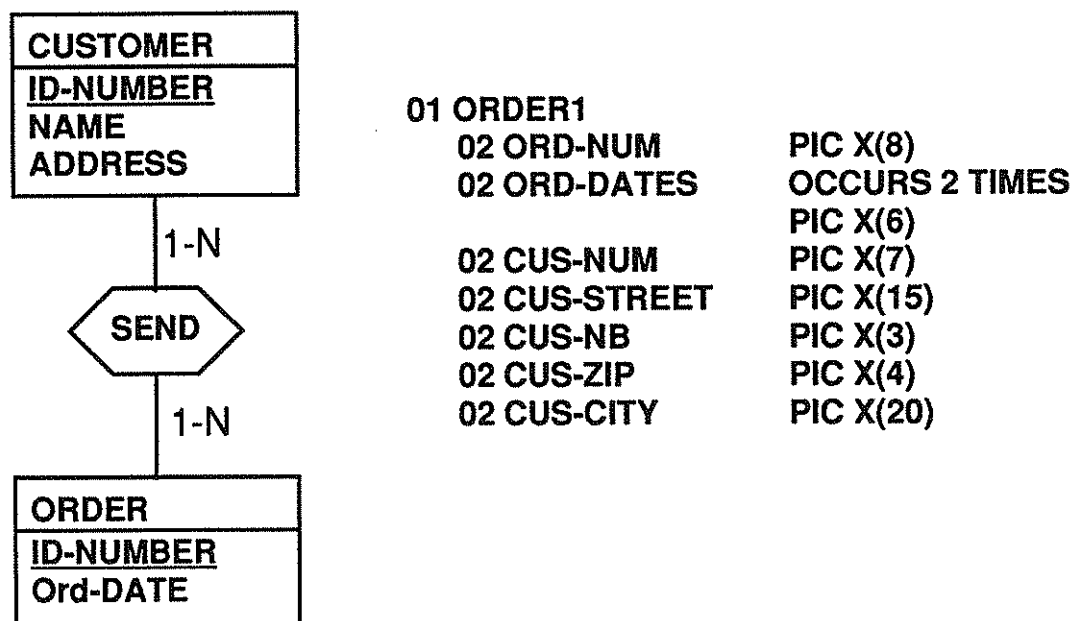 CUSTOMER
ID-NUMBER
NAME
ADDRESS
1-N
SEND
1-N
ORDER
ID-NUMBER
Ord-DATE
01 ORDER1
02 ORD-NUM PIC X(8)
02 ORD-DATES OCCURS 2 TIMES
PIC X(6)
02 CUS-NUM PIC X(7)
02 CUS-STREET PIC X(15)
02 CUS-NB PIC X(3)
02 CUS-ZIP PIC X(4)
02 CUS-CITY PIC X(20)